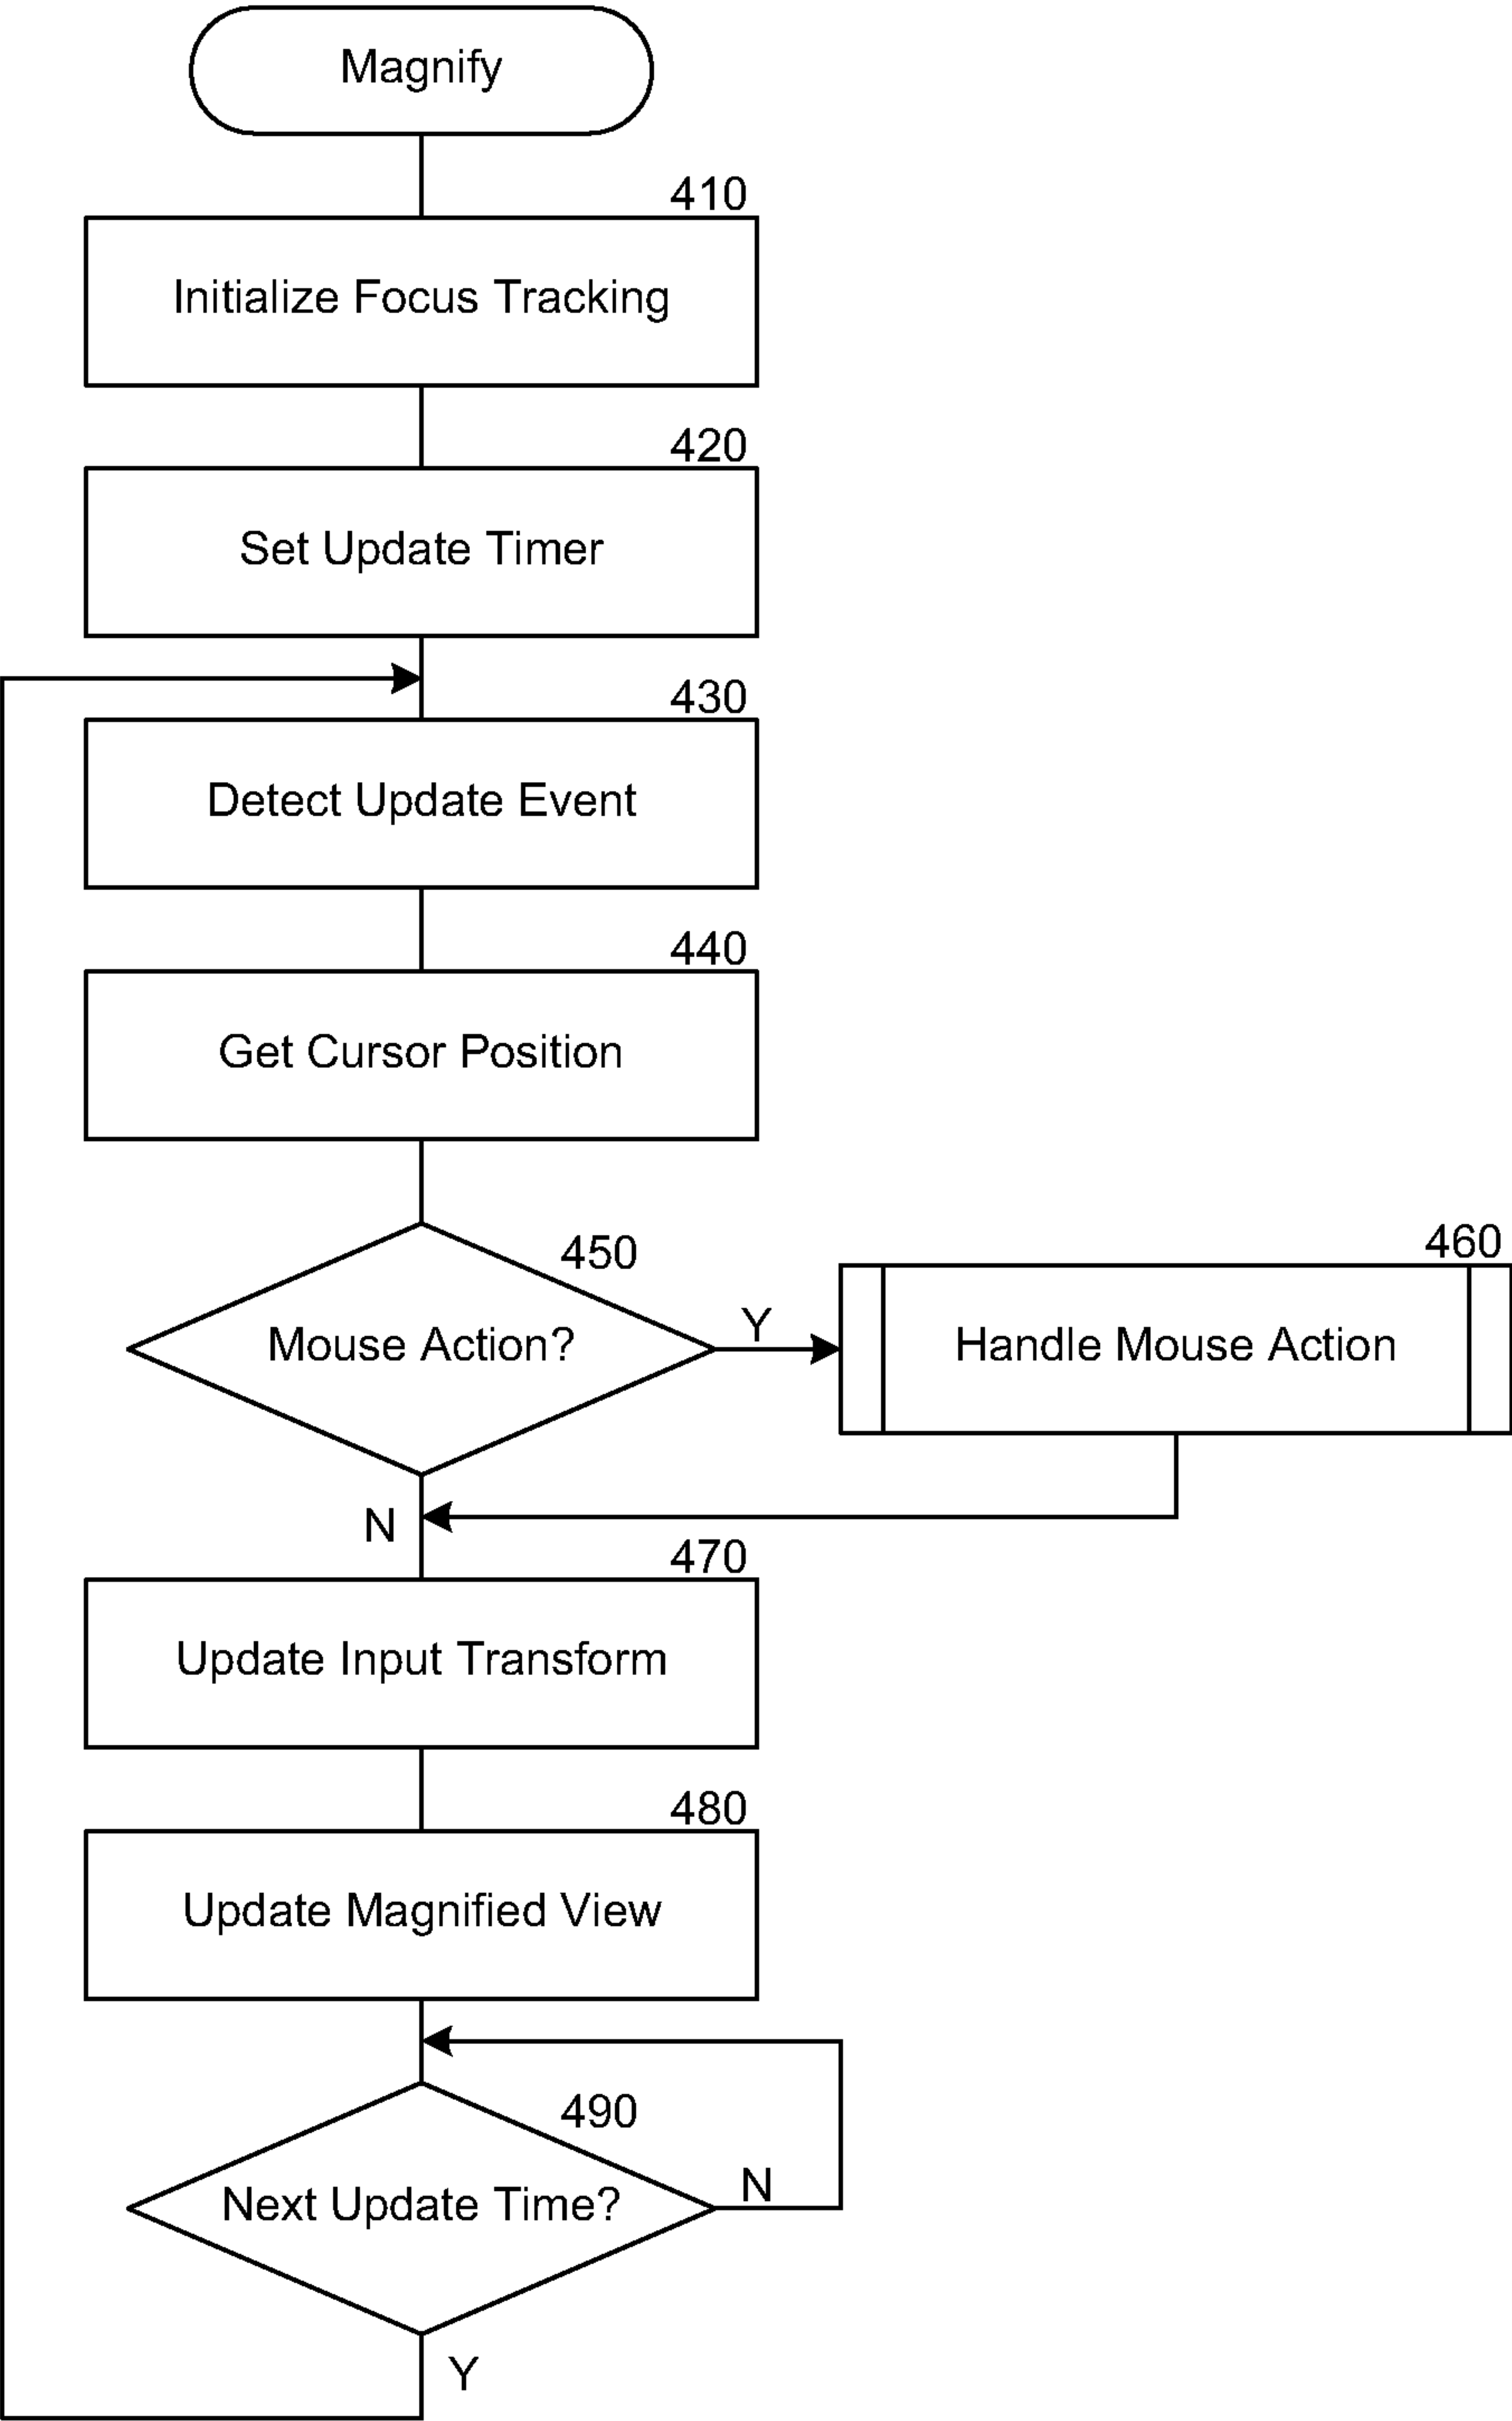 Magnify
410
Initialize Focus Tracking
420
Set Update Timer
430
Detect Update Event
440
Get Cursor Position
450
Mouse Action?
Y
460
Handle Mouse Action
N
470
Update Input Transform
480
Update Magnified View
490
Next Update Time?
N
Y